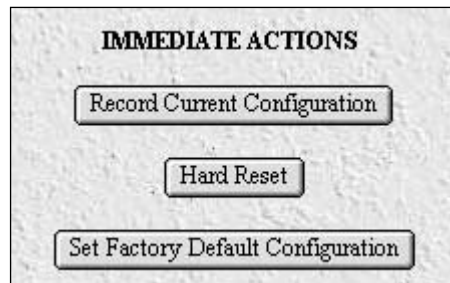 IMMEDIATE ACTIONS
Record Current Configuration
Hard Reset
Set Factory Default Configuration